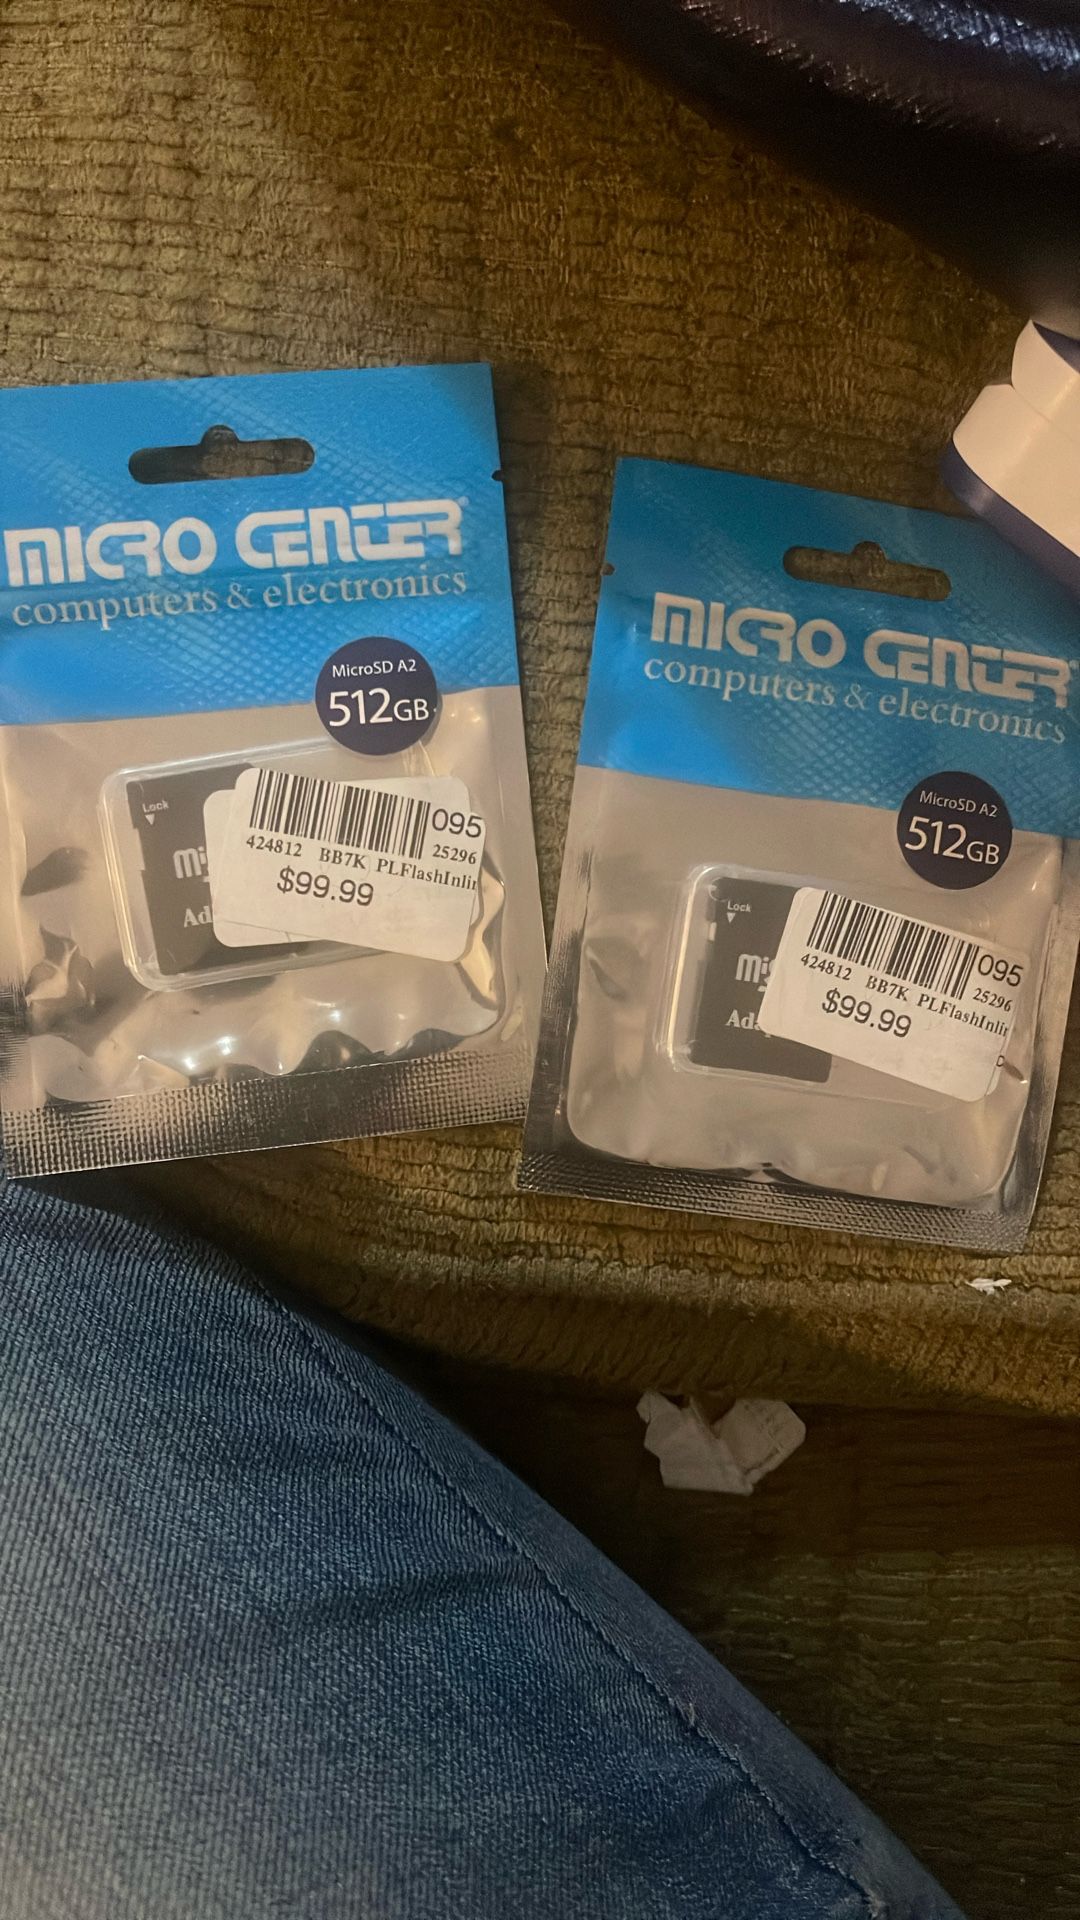 MICRO CENTER
computers & electronics
MicroSD A2
512GB
Lock
095
424812 BB7K 25296
PLFlashInlin
$99.99
MICRO CENTER
computers & electronics
MicroSD A2
512GB
Lock
095
424812 BB7K 25296
PLFlashInlin
$99.99